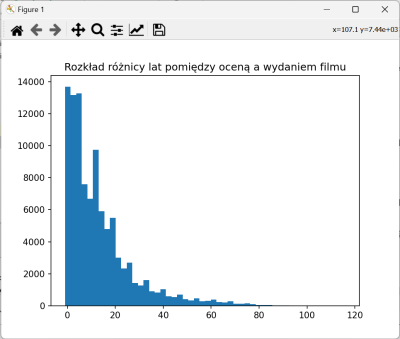 Figure 1
x=107.1 y=7.44e+03
Rozkład różnicy lat pomiędzy oceną a wydaniem filmu
14000
12000
10000
8000
6000
4000
2000
0
0 20 40 60 80 100 120